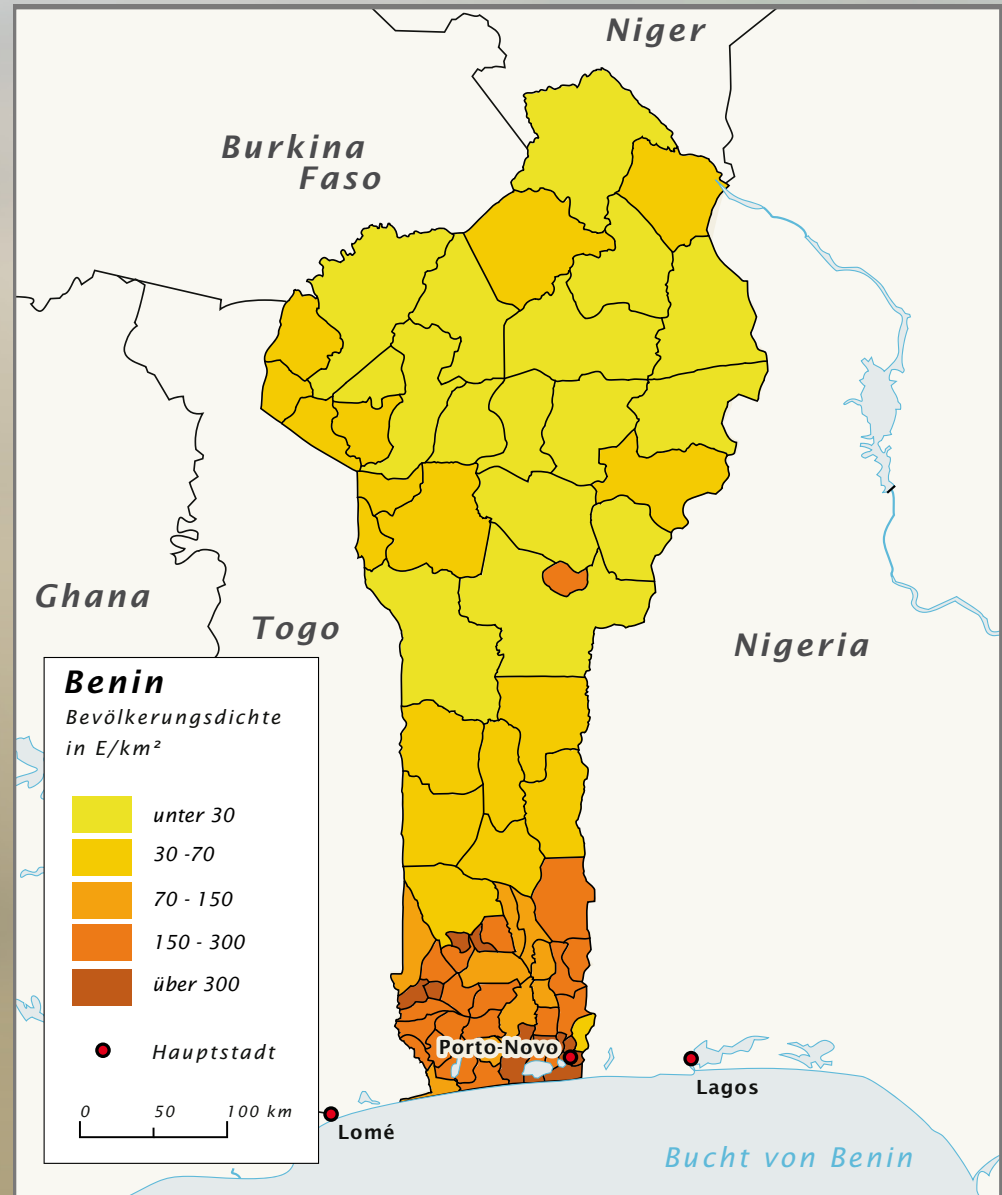 Niger
Burkina
Faso
Ghana
Togo
Nigeria
Benin
Bevölkerungsdichte
in E/km²
unter 30
30 -70
70 - 150
150 - 300
über 300
Hauptstadt
0 50 100 km
Porto-Novo
Lagos
Lomé
Bucht von Benin